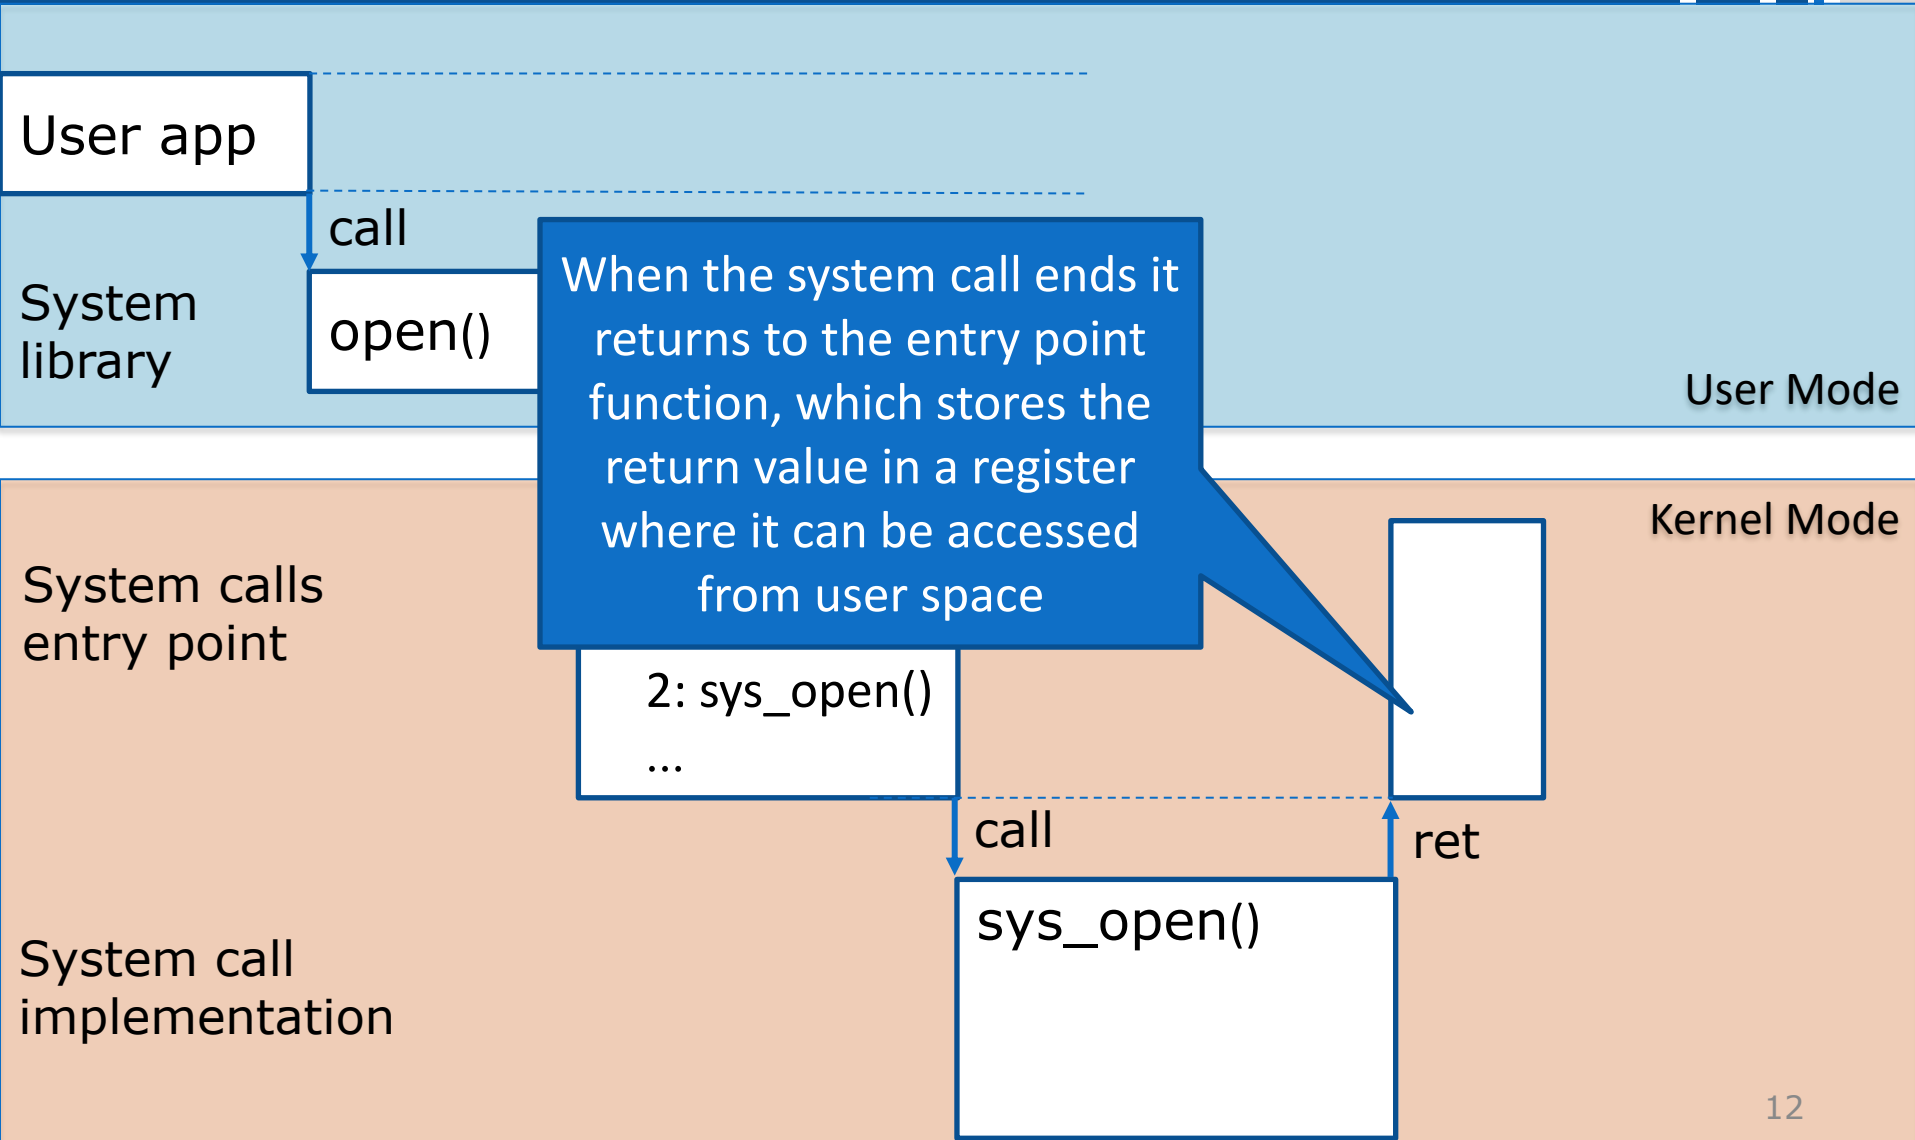 User app
call
System
library
open()
When the system call ends it
returns to the entry point
function, which stores the
return value in a register
where it can be accessed
from user space
User Mode
Kernel Mode
System calls
entry point
2: sys_open()
...
call
ret
System call
implementation
sys_open()
12